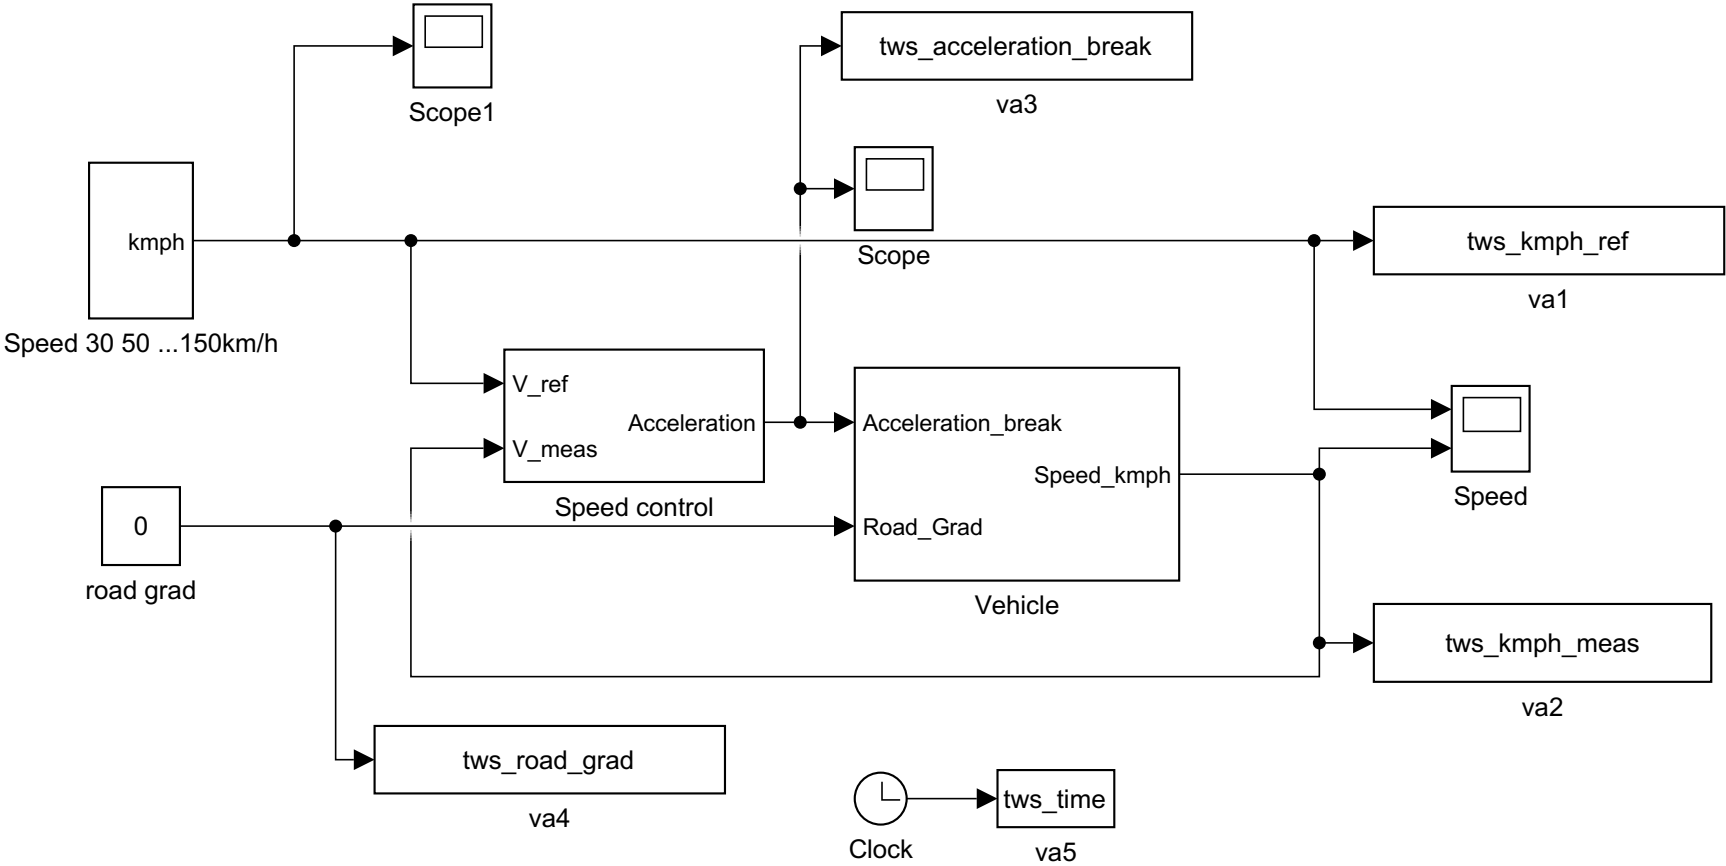 tws_acceleration_break
va3
Scope1
Scope
kmph
Speed 30 50 ...150km/h
tws_kmph_ref
va1
V_ref
V_meas
Acceleration
Speed control
Acceleration_break
Speed_kmph
Road_Grad
Vehicle
Speed
0
road grad
tws_kmph_meas
va2
tws_road_grad
va4
Clock
tws_time
va5